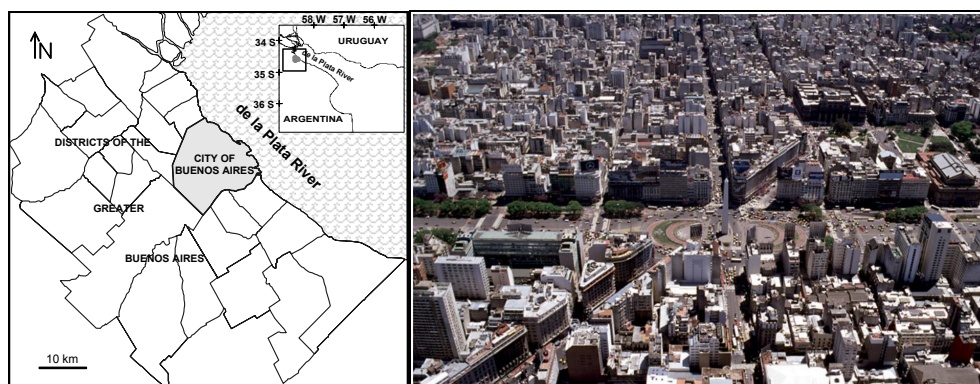 N
58 W 57 W 56 W
34 S
35 S
36 S
URUGUAY
de la Plata River
ARGENTINA
de la Plata River
DISTRICTS OF THE
CITY OF
BUENOS AIRES
GREATER
BUENOS AIRES
10 km